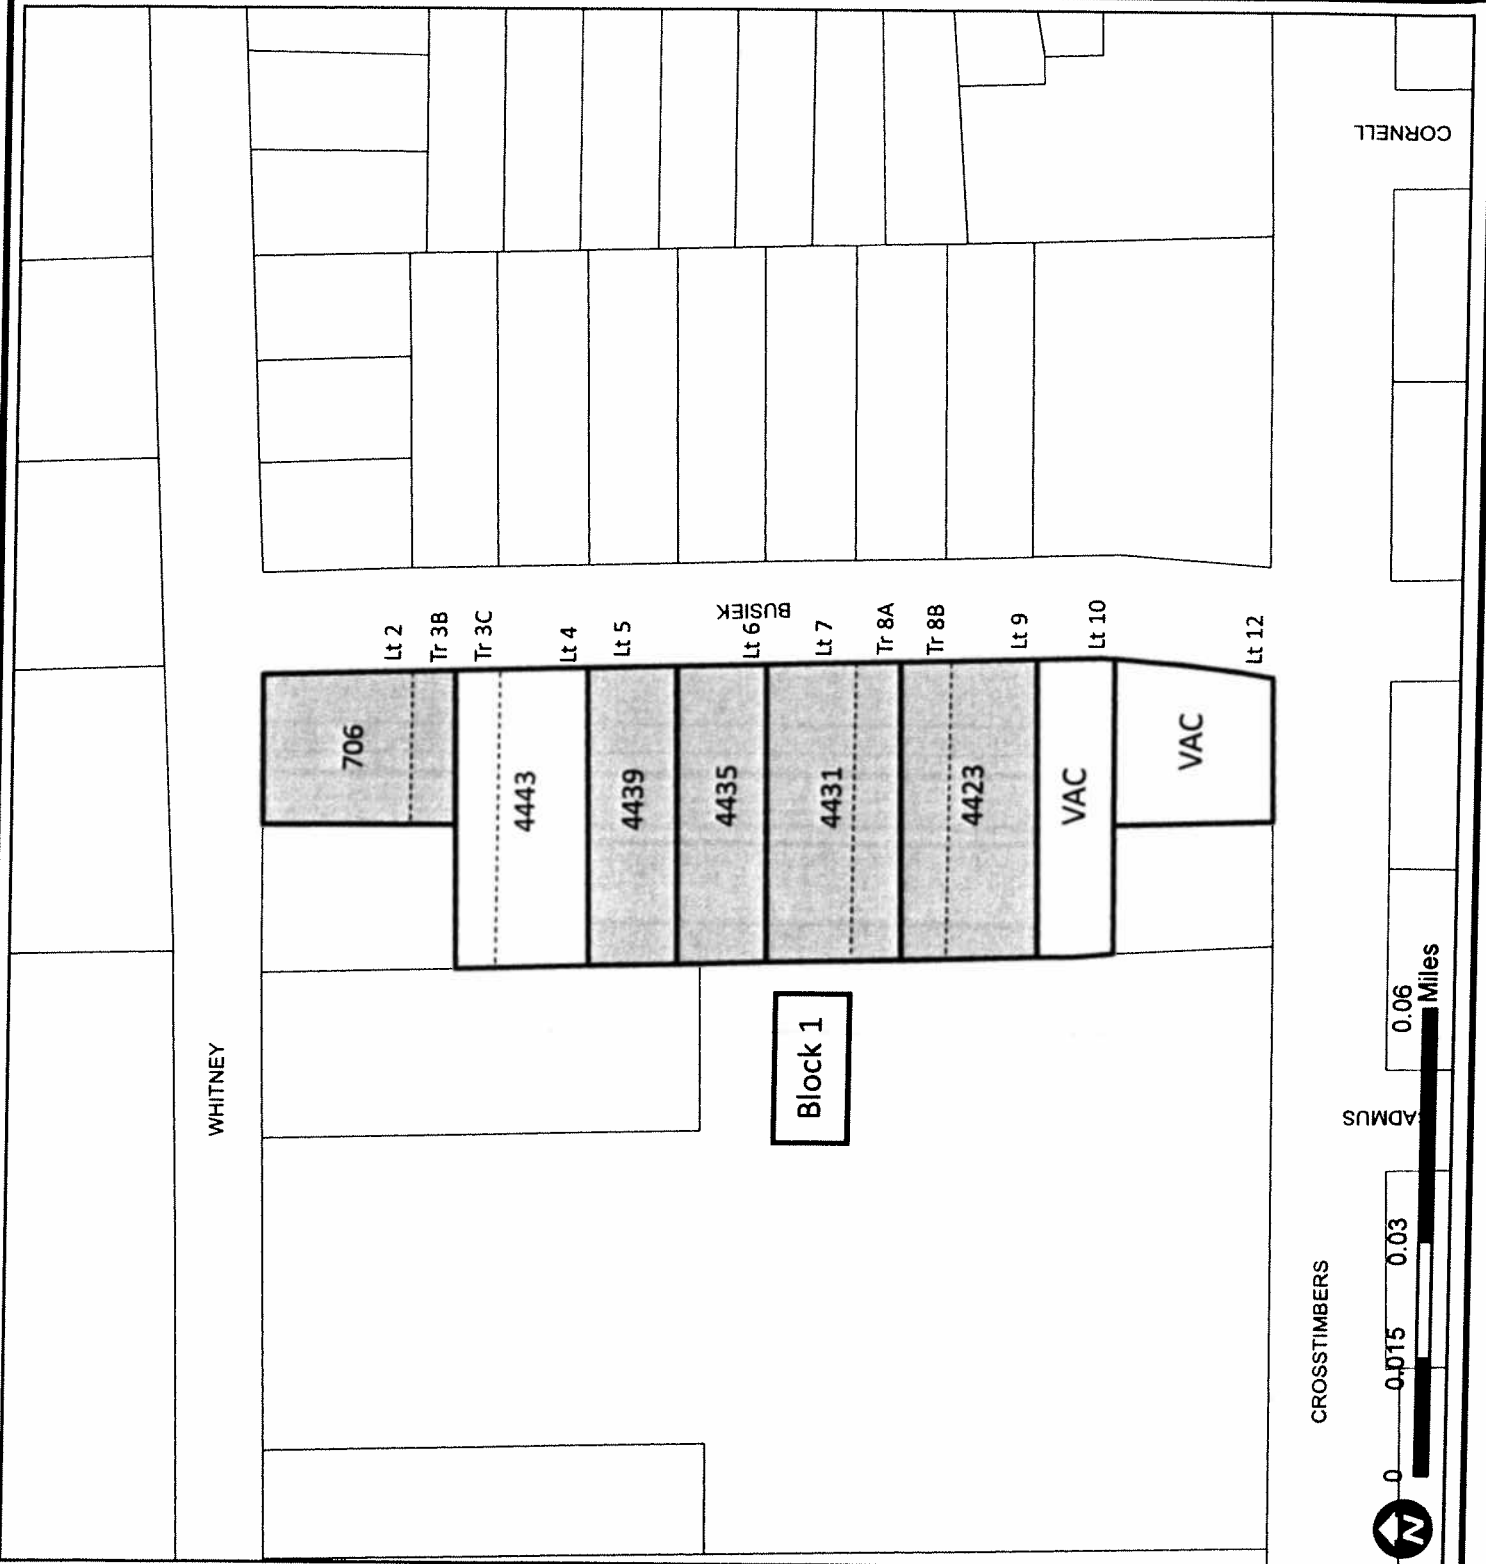 CORNELL
Lt 2
Tr 3B
Tr 3C
Lt 4
Lt 5
BUSIEK
Lt 6
Lt 7
Tr 8A
Tr 8B
Lt 9
Lt 10
Lt 12
706
4443
4439
4435
4431
4423
VAC
VAC
Block 1
WHITNEY
CROSSTIMBERS
0 0.015 0.03 0.06
Miles
N